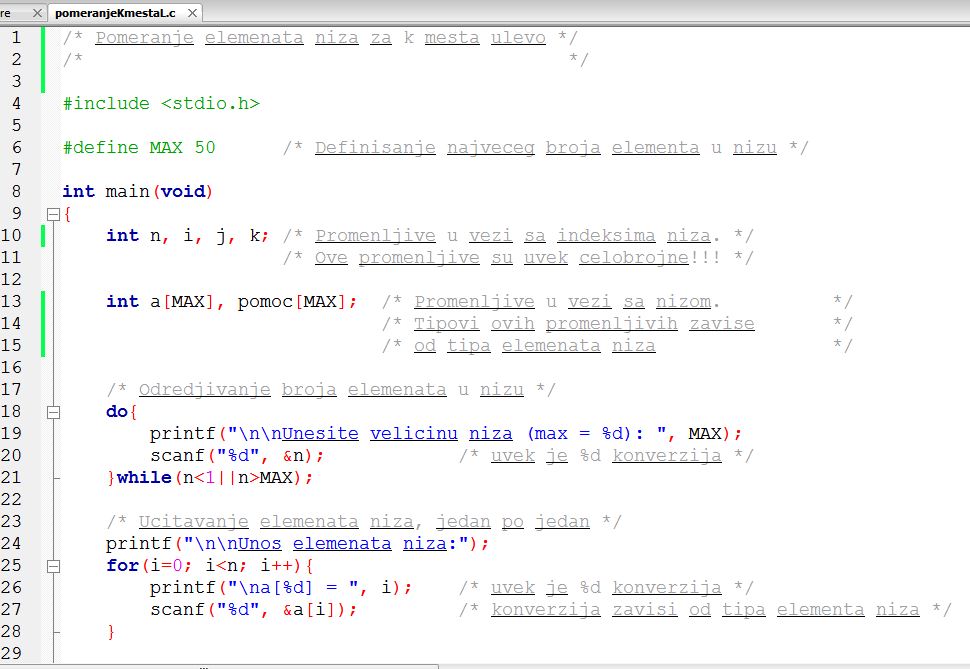 re
pomeranjeKmestaL.c
1 /* Pomeranje elemenata niza za k mesta ulevo */
2 /* */
3
4 #include <stdio.h>
5
6 #define MAX 50 /* Definisanje najveceg broja elementa u nizu */
7
8 int main(void)
9 {
10 int n, i, j, k; /* Promenljive u vezi sa indeksima niza. */
11 /* Ove promenljive su uvek celobrojne!!! */
12
13 int a[MAX], pomoc[MAX]; /* Promenljive u vezi sa nizom. */
14 /* Tipovi ovih promenljivih zavise */
15 /* od tipa elemenata niza */
16
17 /* Odredjivanje broja elemenata u nizu */
18 do{
19 printf("\n\nUnesite velicinu niza (max = %d): ", MAX);
20 scanf("%d", &n); /* uvek je %d konverzija */
21 }while(n<1||n>MAX);
22
23 /* Ucitavanje elemenata niza, jedan po jedan */
24 printf("\n\nUnos elemenata niza:");
25 for(i=0; i<n; i++){
26 printf("\na[%d] = ", i); /* uvek je %d konverzija */
27 scanf("%d", &a[i]); /* konverzija zavisi od tipa elementa niza */
28 }
29